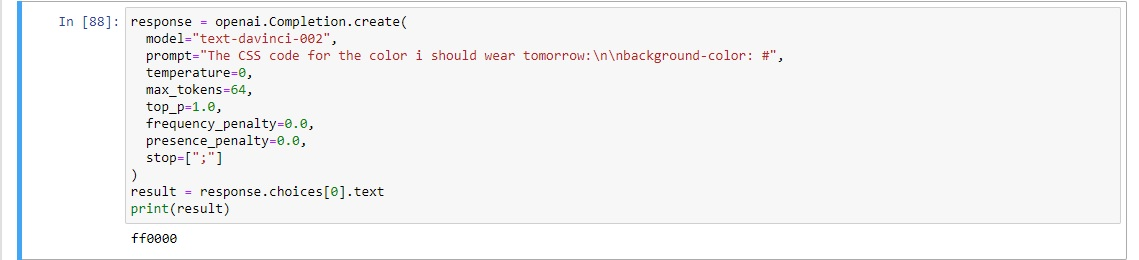 In [88]: response = openai.Completion.create(
model="text-davinci-002",
prompt="The CSS code for the color i should wear tomorrow:\n\nbackground-color: #",
temperature=0,
max_tokens=64,
top_p=1.0,
frequency_penalty=0.0,
presence_penalty=0.0,
stop=[";"]
)
result = response.choices[0].text
print(result)
ff0000